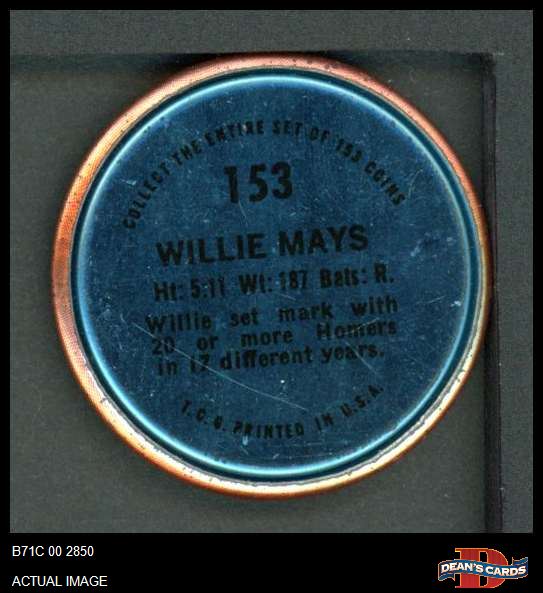 COLLECT THE ENTIRE SET OF 153 COINS
153
WILLIE MAYS
Ht: 5:11 Wt: 187 Bats: R.
Willie set mark with
20 or more Homers
in 17 different years.
T.C.G. PRINTED IN U.S.A.
B71C 00 2850
ACTUAL IMAGE
D
DEAN'S CARDS